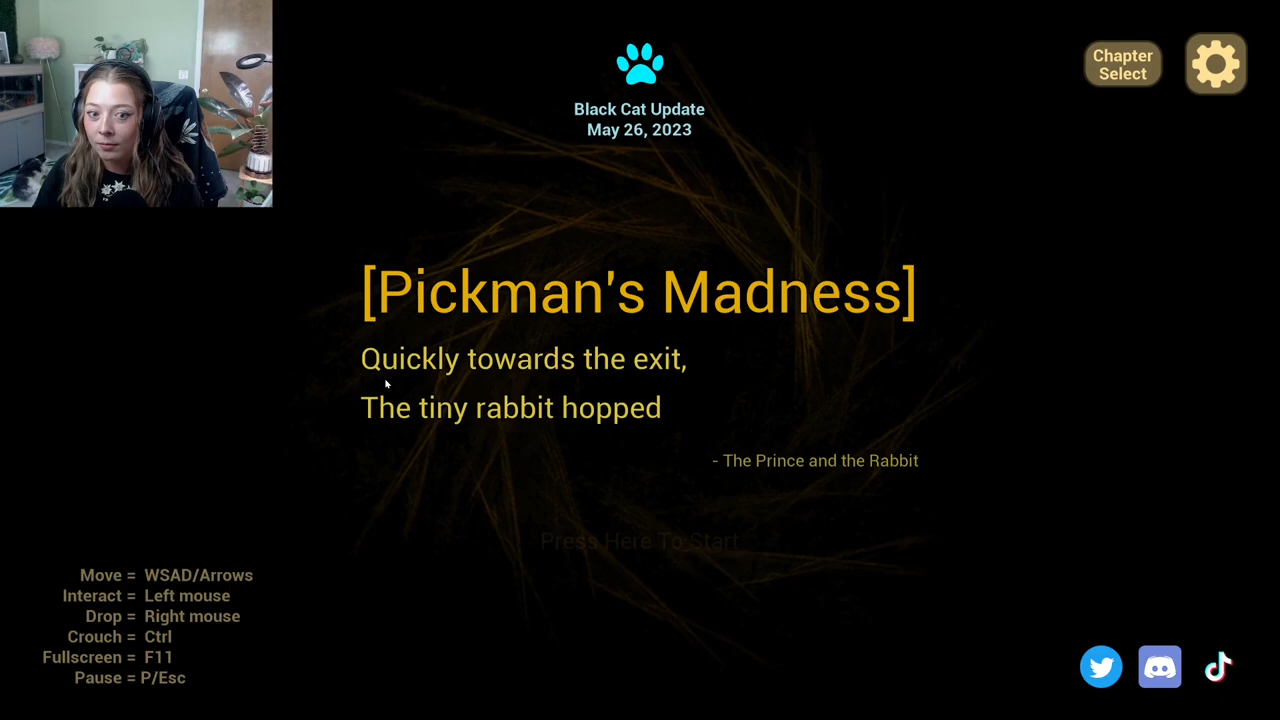 Black Cat Update
May 26, 2023
Chapter
Select
[Pickman's Madness]
Quickly towards the exit,
The tiny rabbit hopped
- The Prince and the Rabbit
Press Here To Start
Move = WSAD/Arrows
Interact = Left mouse
Drop = Right mouse
Crouch = Ctrl
Fullscreen = F11
Pause = P/Esc